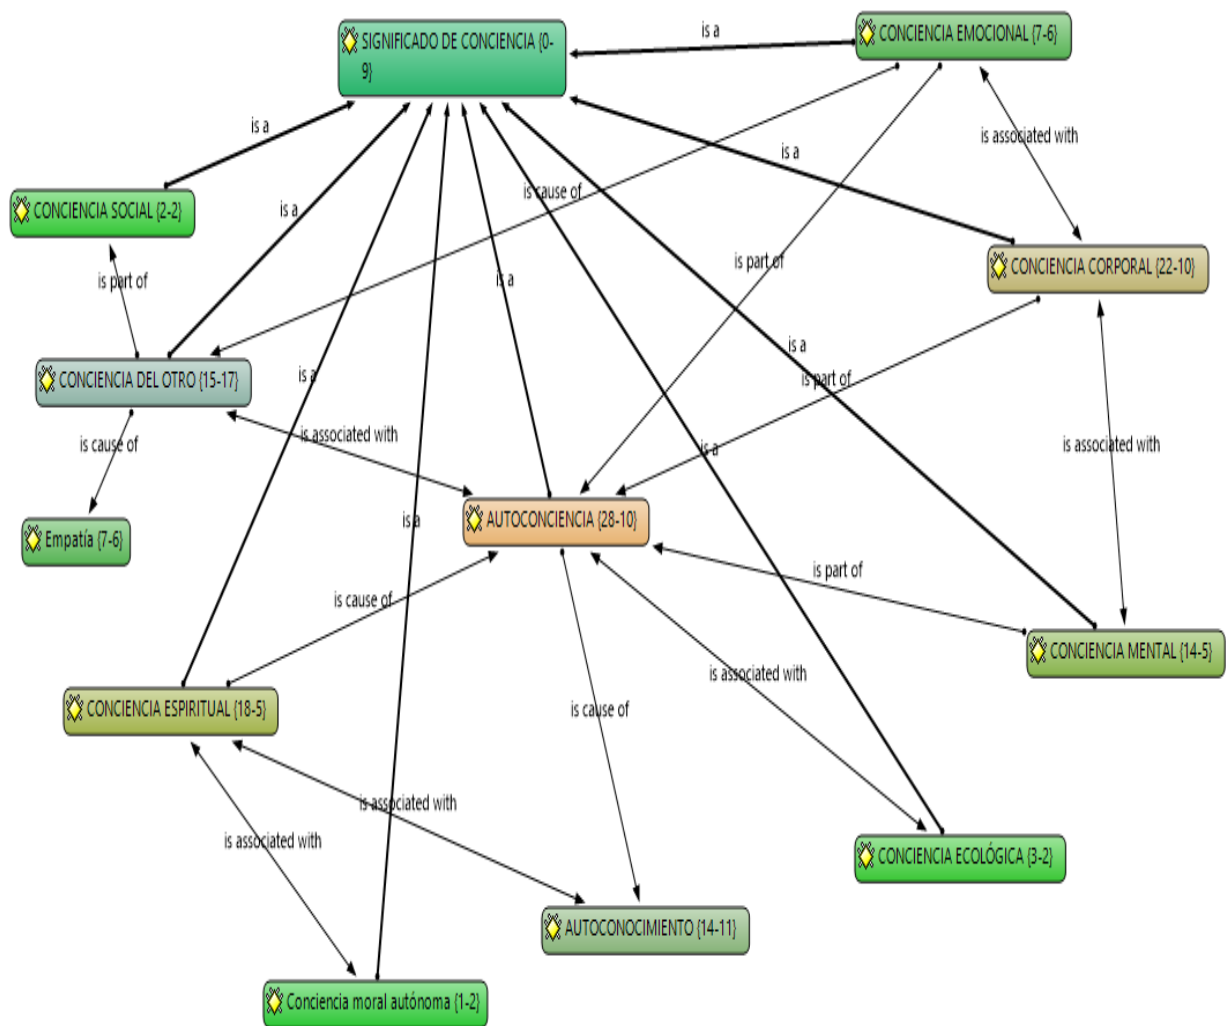 SIGNIFICADO DE CONCIENCIA {0-
9}
CONCIENCIA EMOCIONAL {7-6}
is a
is a
is associated with
is a
is cause of
is a
CONCIENCIA SOCIAL {2-2}
is part of
CONCIENCIA CORPORAL {22-10}
is part of
is a
is a
CONCIENCIA DEL OTRO {15-17}
is a
is part of
is associated with
is cause of
is a
is associated with
AUTOCONCIENCIA {28-10}
is a
Empatía {7-6}
is part of
is cause of
CONCIENCIA MENTAL {14-5}
is associated with
CONCIENCIA ESPIRITUAL {18-5}
is cause of
is associated with
is associated with
CONCIENCIA ECOLÓGICA {3-2}
AUTOCONOCIMIENTO {14-11}
Conciencia moral autónoma {1-2}